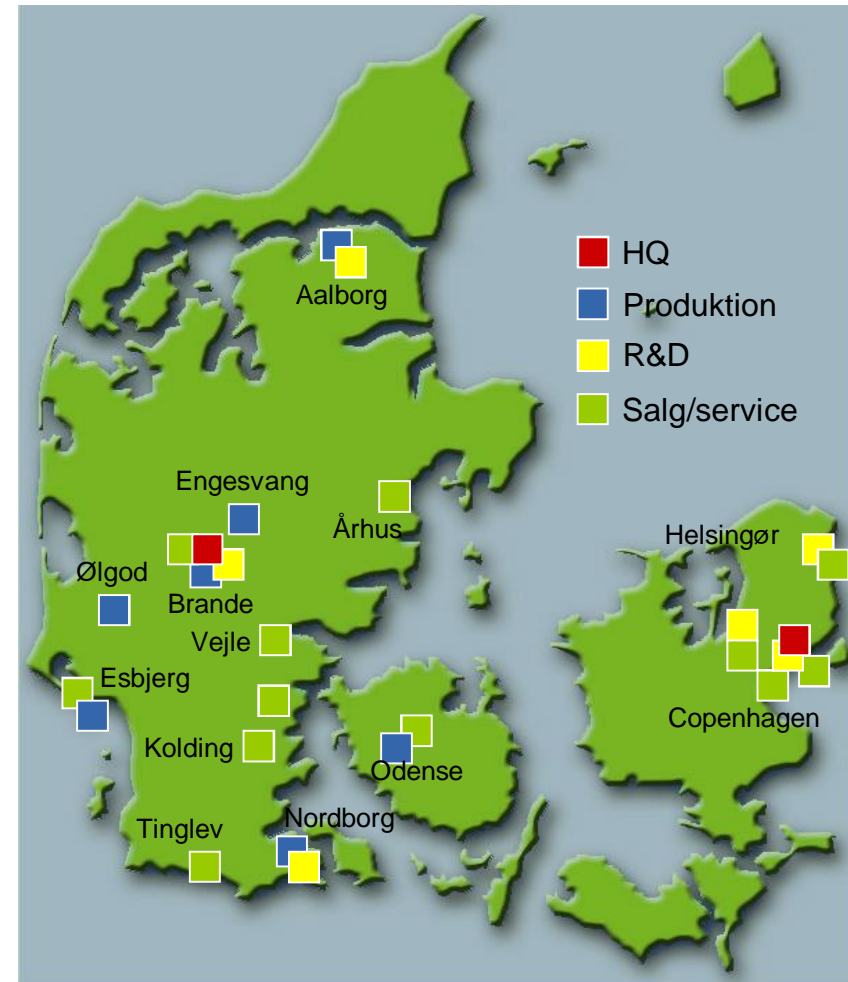 HQ
Aalborg
Produktion
R&D
Salg/service
Engesvang
Århus
Helsingør
Ølgod
Brande
Vejle
Esbjerg
Copenhagen
Kolding
Odense
Nordborg
Tinglev